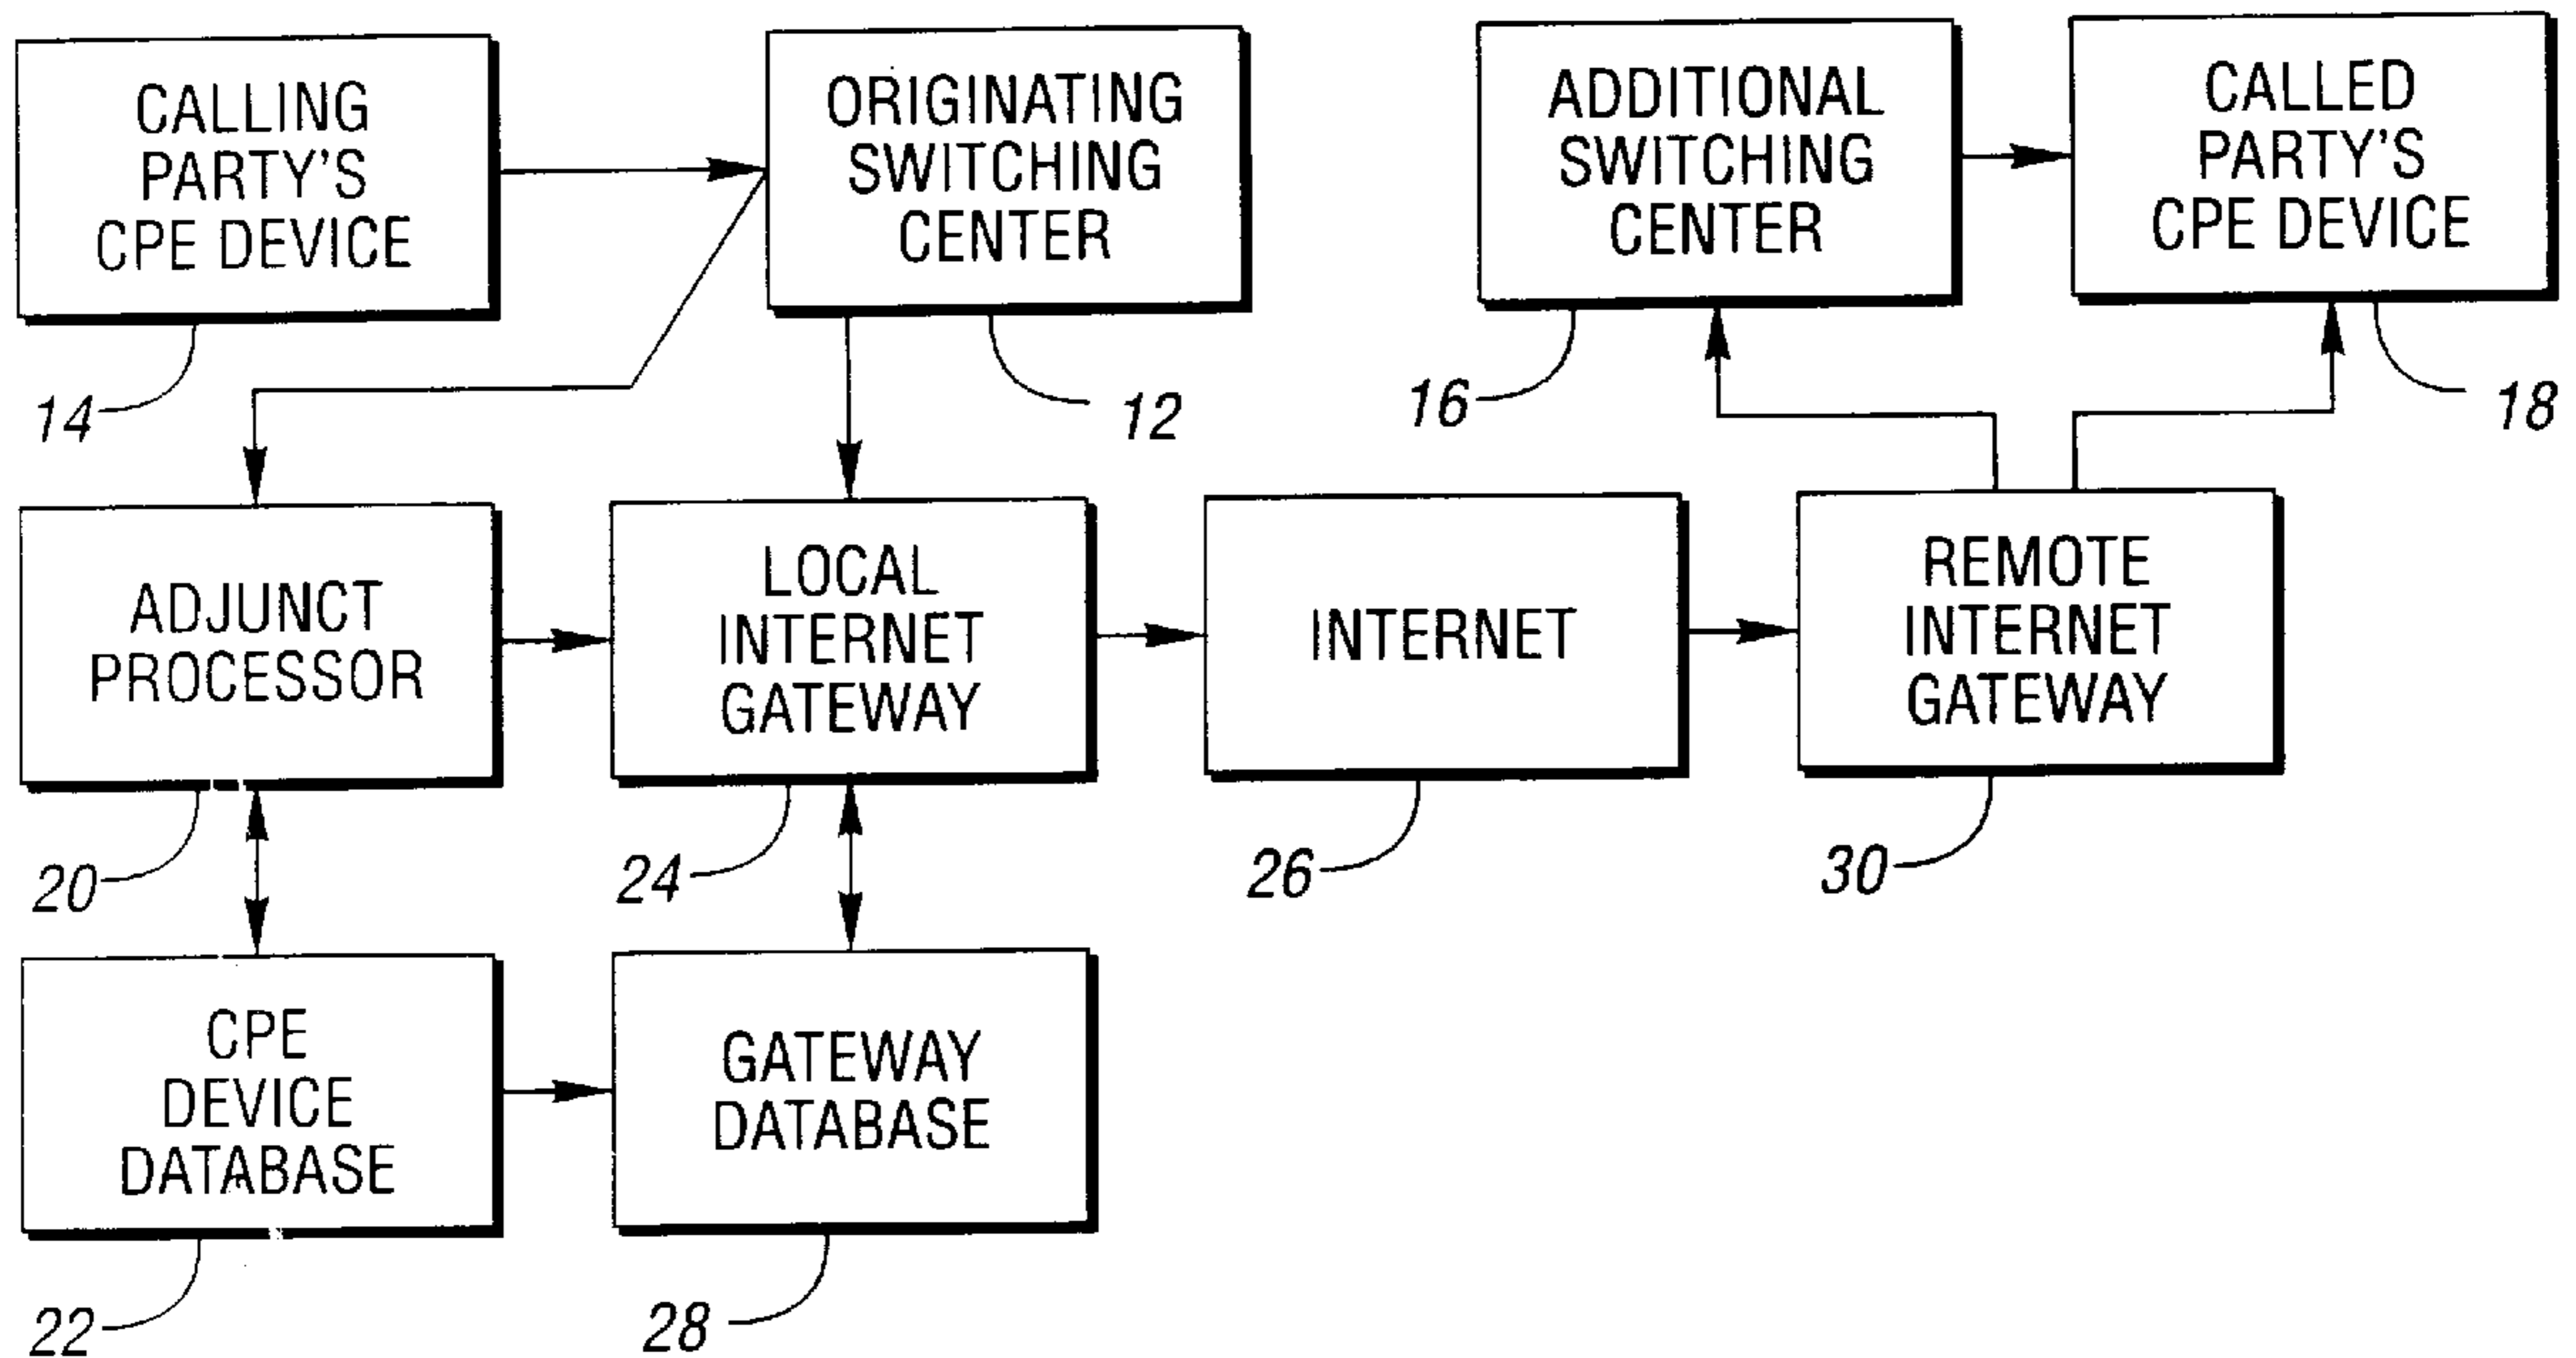 CALLING
PARTY'S
CPE DEVICE
14
ORIGINATING
SWITCHING
CENTER
12
ADDITIONAL
SWITCHING
CENTER
16
CALLED
PARTY'S
CPE DEVICE
18
ADJUNCT
PROCESSOR
20
LOCAL
INTERNET
GATEWAY
24
INTERNET
26
REMOTE
INTERNET
GATEWAY
30
CPE
DEVICE
DATABASE
22
GATEWAY
DATABASE
28